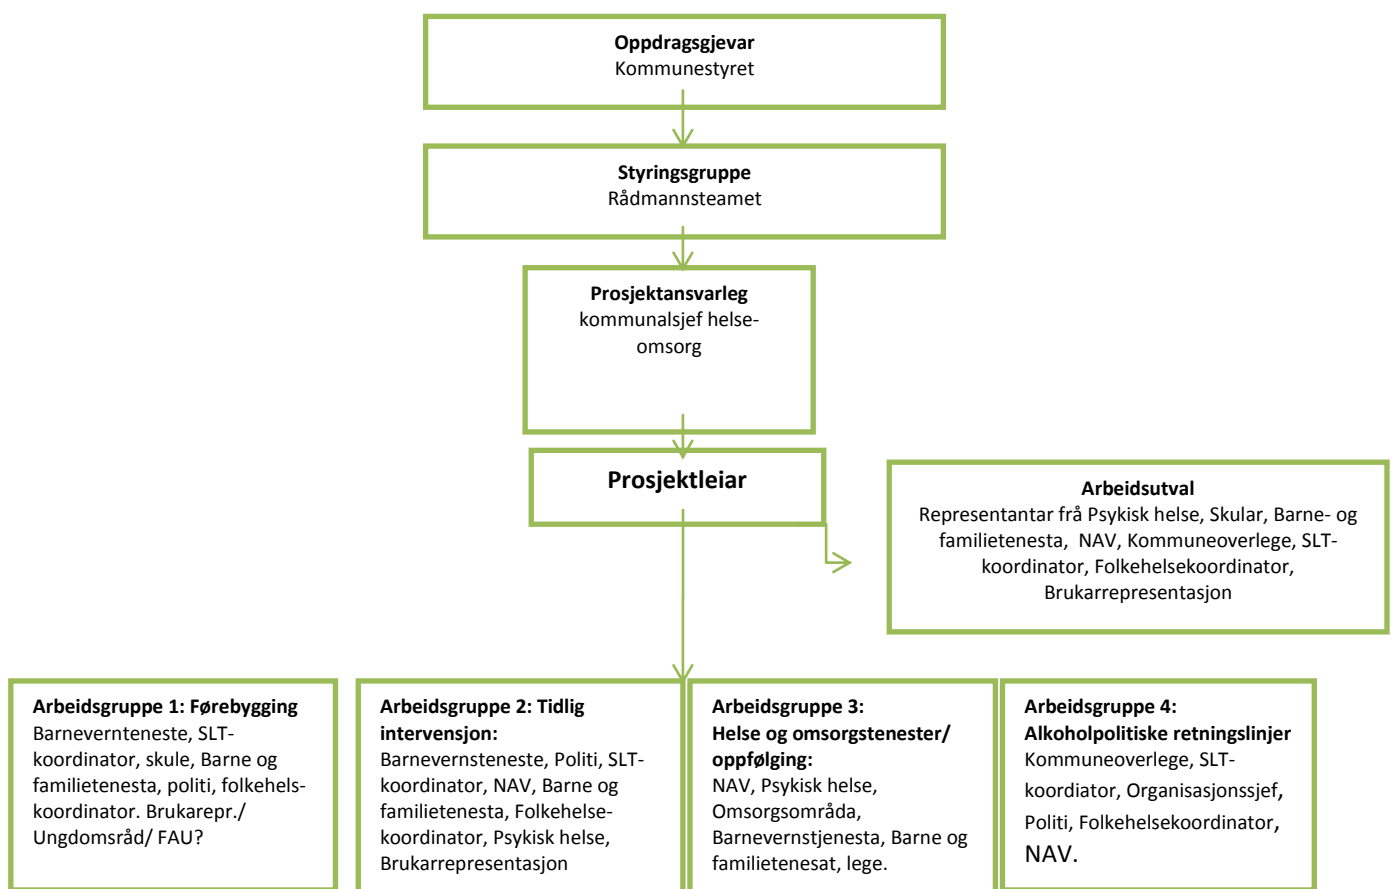 Oppdragsgjevar
Kommunestyret
Styringsgruppe
Rådmannsteamet
Prosjektansvarleg
kommunalsjef helse-
omsorg
Prosjektleiar
Arbeidsutval
Representantar frå Psykisk helse, Skular, Barne- og
familietenesta, NAV, Kommuneoverlege, SLT-
koordinator, Folkehelsekoordinator,
Brukarrepresentasjon
Arbeidsgruppe 1: Førebygging
Barnevernteneste, SLT-
koordinator, skule, Barne og
familietenesta, politi, folkehels-
koordinator. Brukarepr./
Ungdomsråd/ FAU?
Arbeidsgruppe 2: Tidlig
intervensjon:
Barnevernsteneste, Politi, SLT-
koordinator, NAV, Barne og
familietenesta, Folkehelse-
koordinator, Psykisk helse,
Brukarrepresentasjon
Arbeidsgruppe 3:
Helse og omsorgstenester/
oppfølging:
NAV, Psykisk helse,
Omsorgsområda,
Barnevernstjenesta, Barne og
familietenesat, lege.
Arbeidsgruppe 4:
Alkoholpolitiske retningslinjer
Kommuneoverlege, SLT-
koordiator, Organisasjonssjef,
Politi, Folkehelsekoordinator,
NAV.